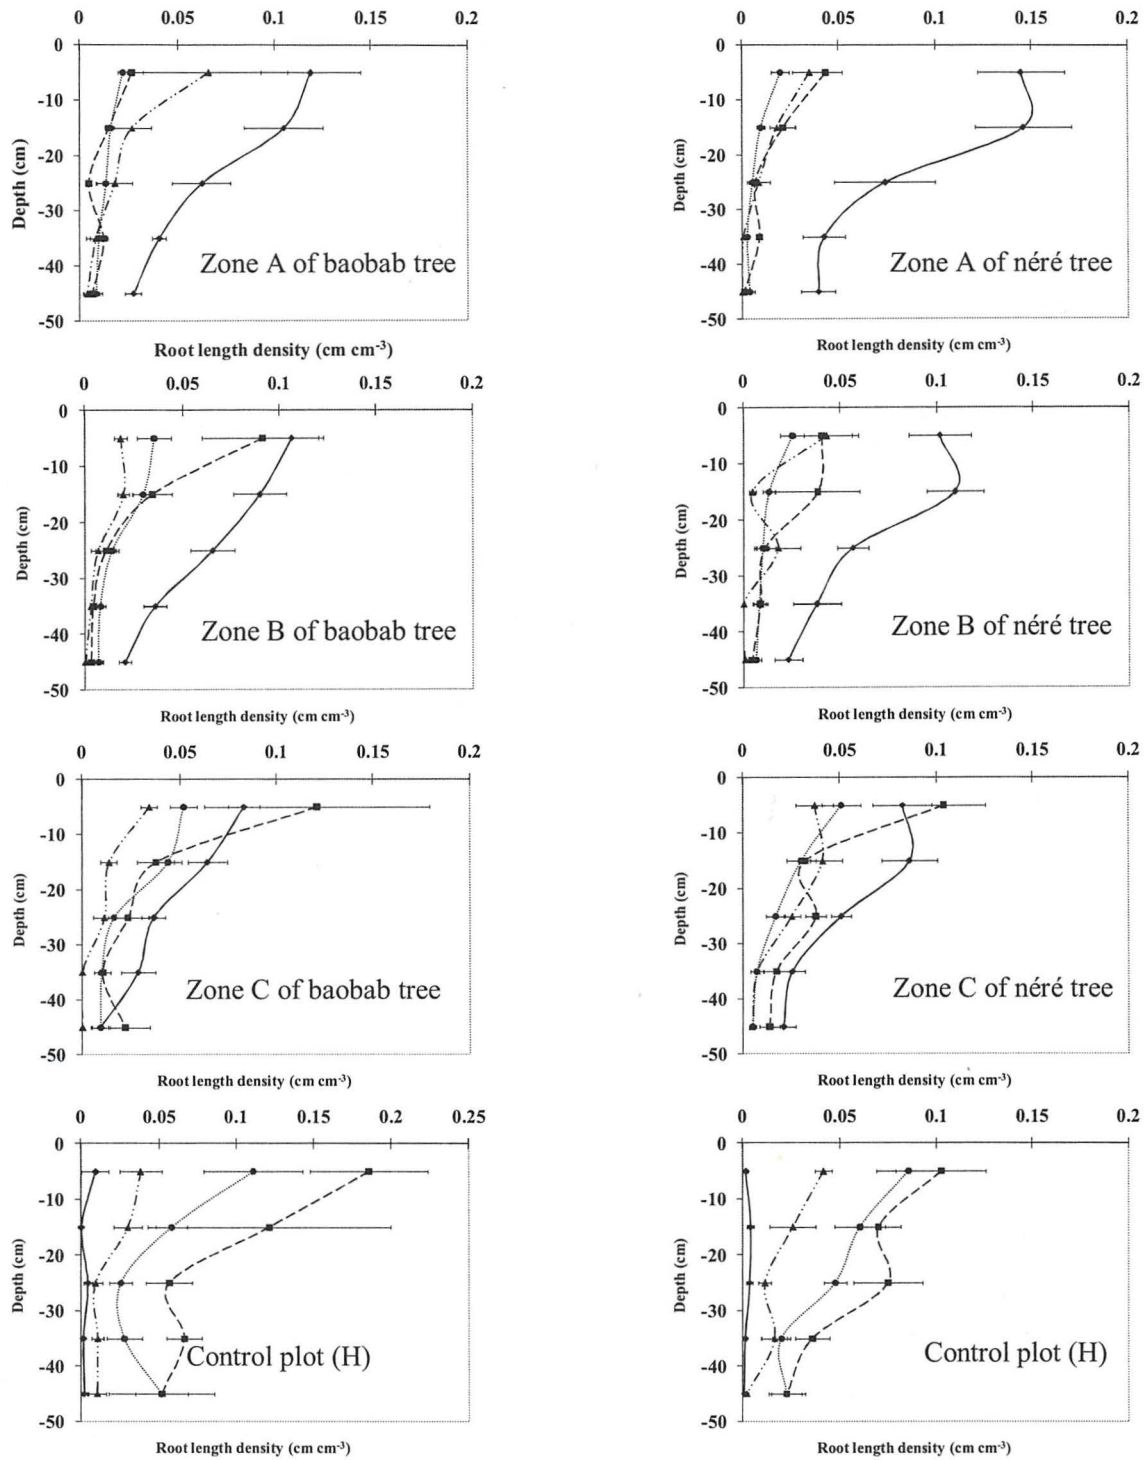 0 0.05 0.1 0.15 0.2
0
-10
-20
-30
-40
-50
Depth (cm)
Zone A of baobab tree
Root length density (cm cm-3)
0 0.05 0.1 0.15 0.2
0
-10
-20
-30
-40
-50
Depth (cm)
Zone A of néré tree
Root length density (cm cm-3)
0 0.05 0.1 0.15 0.2
0
-10
-20
-30
-40
-50
Depth (cm)
Zone B of baobab tree
Root length density (cm cm-3)
0 0.05 0.1 0.15 0.2
0
-10
-20
-30
-40
-50
Depth (cm)
Zone B of néré tree
Root length density (cm cm-3)
0 0.05 0.1 0.15 0.2
0
-10
-20
-30
-40
-50
Depth (cm)
Zone C of baobab tree
Root length density (cm cm-3)
0 0.05 0.1 0.15 0.2
0
-10
-20
-30
-40
-50
Depth (cm)
Zone C of néré tree
Root length density (cm cm-3)
0 0.05 0.1 0.15 0.2 0.25
0
-10
-20
-30
-40
-50
Depth (cm)
Control plot (H)
Root length density (cm cm-3)
0 0.05 0.1 0.15 0.2
0
-10
-20
-30
-40
-50
Depth (cm)
Control plot (H)
Root length density (cm cm-3)